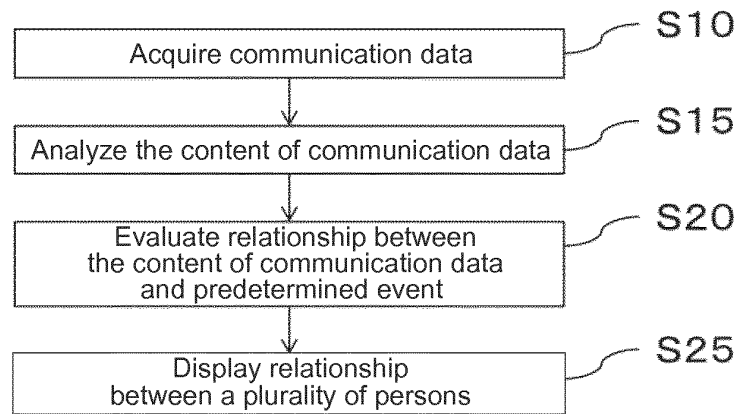 S10
Acquire communication data
S15
Analyze the content of communication data
S20
Evaluate relationship between
the content of communication data
and predetermined event
S25
Display relationship
between a plurality of persons